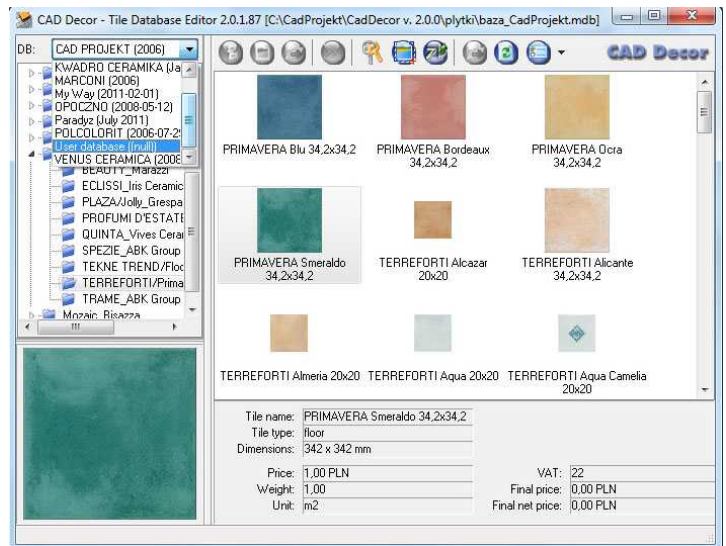 CAD Decor - Tile Database Editor 2.0.1.87 [C:\CadProjekt\CadDecor v. 2.0.0\plytki\baza_CadProjekt.mdb]
DB: CAD PROJEKT (2006)
CAD Decor
KWADRO CERAMIKA (Ja
MARCONI (2006)
My Way (2011-02-01)
OPOCZNO (2008-05-12)
Paradyz (July 2011)
POLCOLORIT (2006-07-2
User database ((null))
VENUS CERAMICA (2008
BEAUTY_Marazzi
ECLISSI_Iris Ceramic
PLAZA/Jolly_Grespa
PROFUMI D'ESTATE
QUINTA_Vives Cera
SPEZIE_ABK Group
TEKNE TREND/Floc
TERREFORTI/Prima
TRAME_ABK Group
Mozaic_Bisazza
PRIMAVERA Blu 34,2x34,2
PRIMAVERA Bordeaux
34,2x34,2
PRIMAVERA Ocra
34,2x34,2
PRIMAVERA Smeraldo
34,2x34,2
TERREFORTI Alcazar
20x20
TERREFORTI Alicante
34,2x34,2
TERREFORTI Almeria 20x20
TERREFORTI Aqua 20x20
TERREFORTI Aqua Camelia
20x20
Tile name: PRIMAVERA Smeraldo 34,2x34,2
Tile type: floor
Dimensions: 342 x 342 mm
Price: 1,00 PLN
VAT: 22
Weight: 1,00
Final price: 0,00 PLN
Unit: m2
Final net price: 0,00 PLN